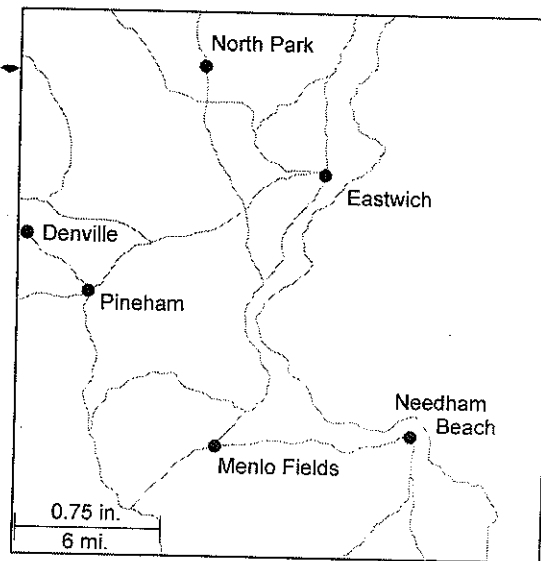 North Park
Eastwich
Denville
Pineham
Needham
Beach
Menlo Fields
0.75 in.
6 mi.